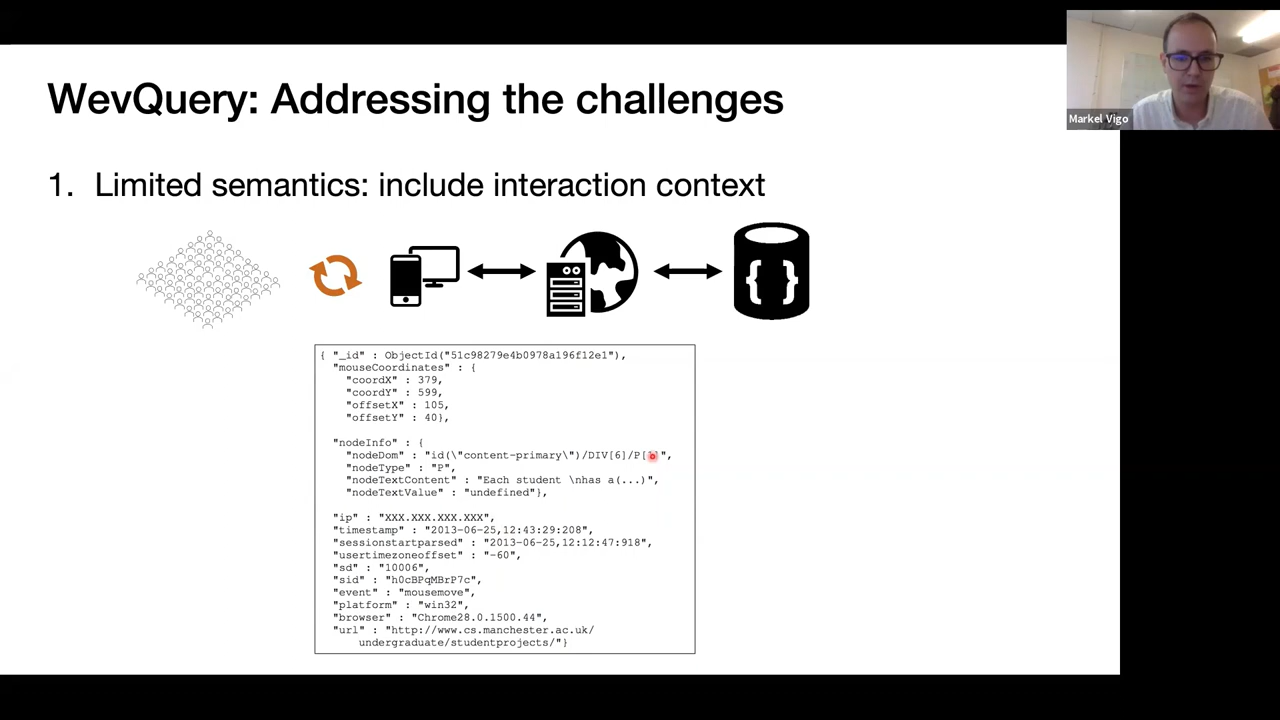 WevQuery: Addressing the challenges
Markel Vigo
1. Limited semantics: include interaction context
{ }
{ "_id" : ObjectId("51c98279e4b0978a196f12e1"),
"mouseCoordinates" : {
"coordX" : 379,
"coordY" : 599,
"offsetX" : 105,
"offsetY" : 40},
"nodeInfo" : {
"nodeDom" : "id(\"content-primary\")/DIV[6]/P[ ]",
"nodeType" : "P",
"nodeTextContent" : "Each student \nhas a(...)",
"nodeTextValue" : "undefined"},
"ip" : "XXX.XXX.XXX.XXX",
"timestamp" : "2013-06-25,12:43:29:208",
"sessionstartparsed" : "2013-06-25,12:12:47:918",
"usertimezoneoffset" : "-60",
"sd" : "10006",
"sid" : "h0cBPqMBrP7c",
"event" : "mousemove",
"platform" : "win32",
"browser" : "Chrome28.0.1500.44",
"url" : "http://www.cs.manchester.ac.uk/
undergraduate/studentprojects/"}